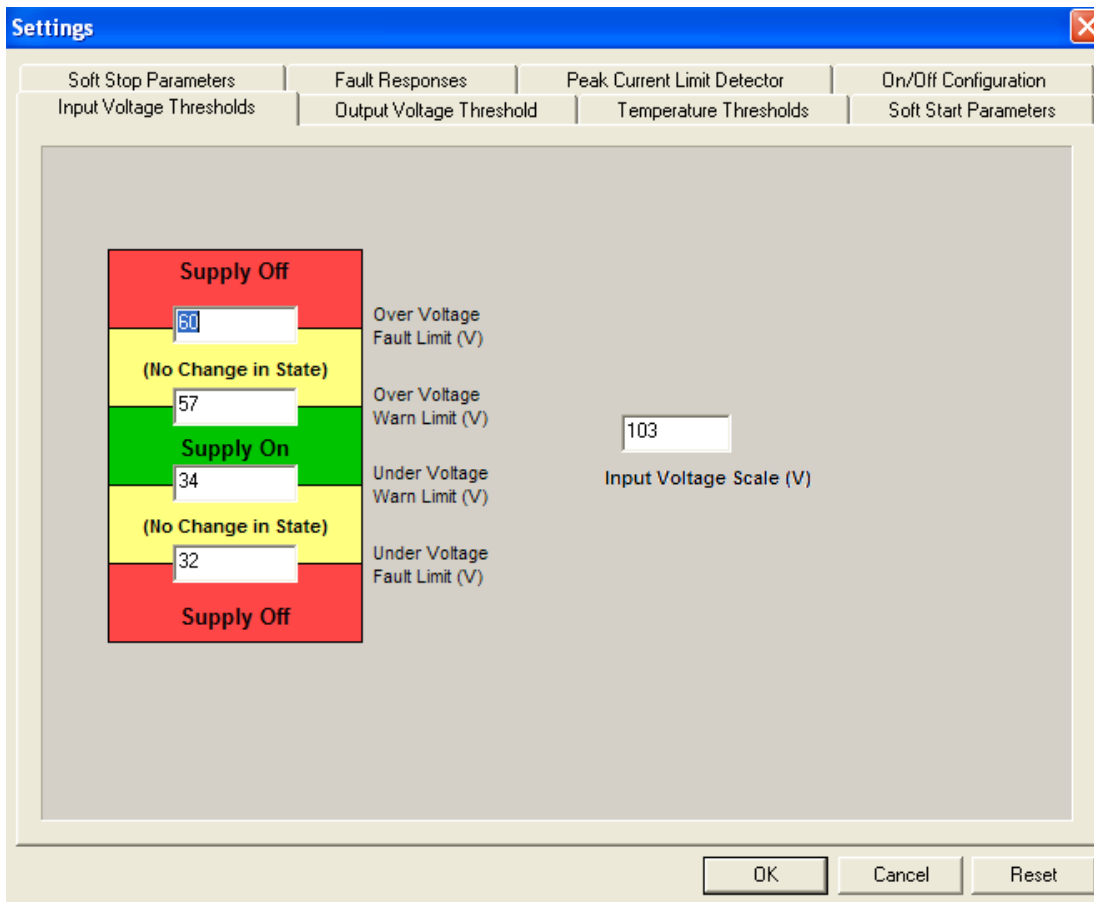 Settings
Soft Stop Parameters
Fault Responses
Peak Current Limit Detector
On/Off Configuration
Input Voltage Thresholds
Output Voltage Threshold
Temperature Thresholds
Soft Start Parameters
Supply Off
60
Over Voltage
Fault Limit (V)
(No Change in State)
57
Over Voltage
Warn Limit (V)
Supply On
34
Under Voltage
Warn Limit (V)
(No Change in State)
32
Under Voltage
Fault Limit (V)
Supply Off
103
Input Voltage Scale (V)
OK
Cancel
Reset